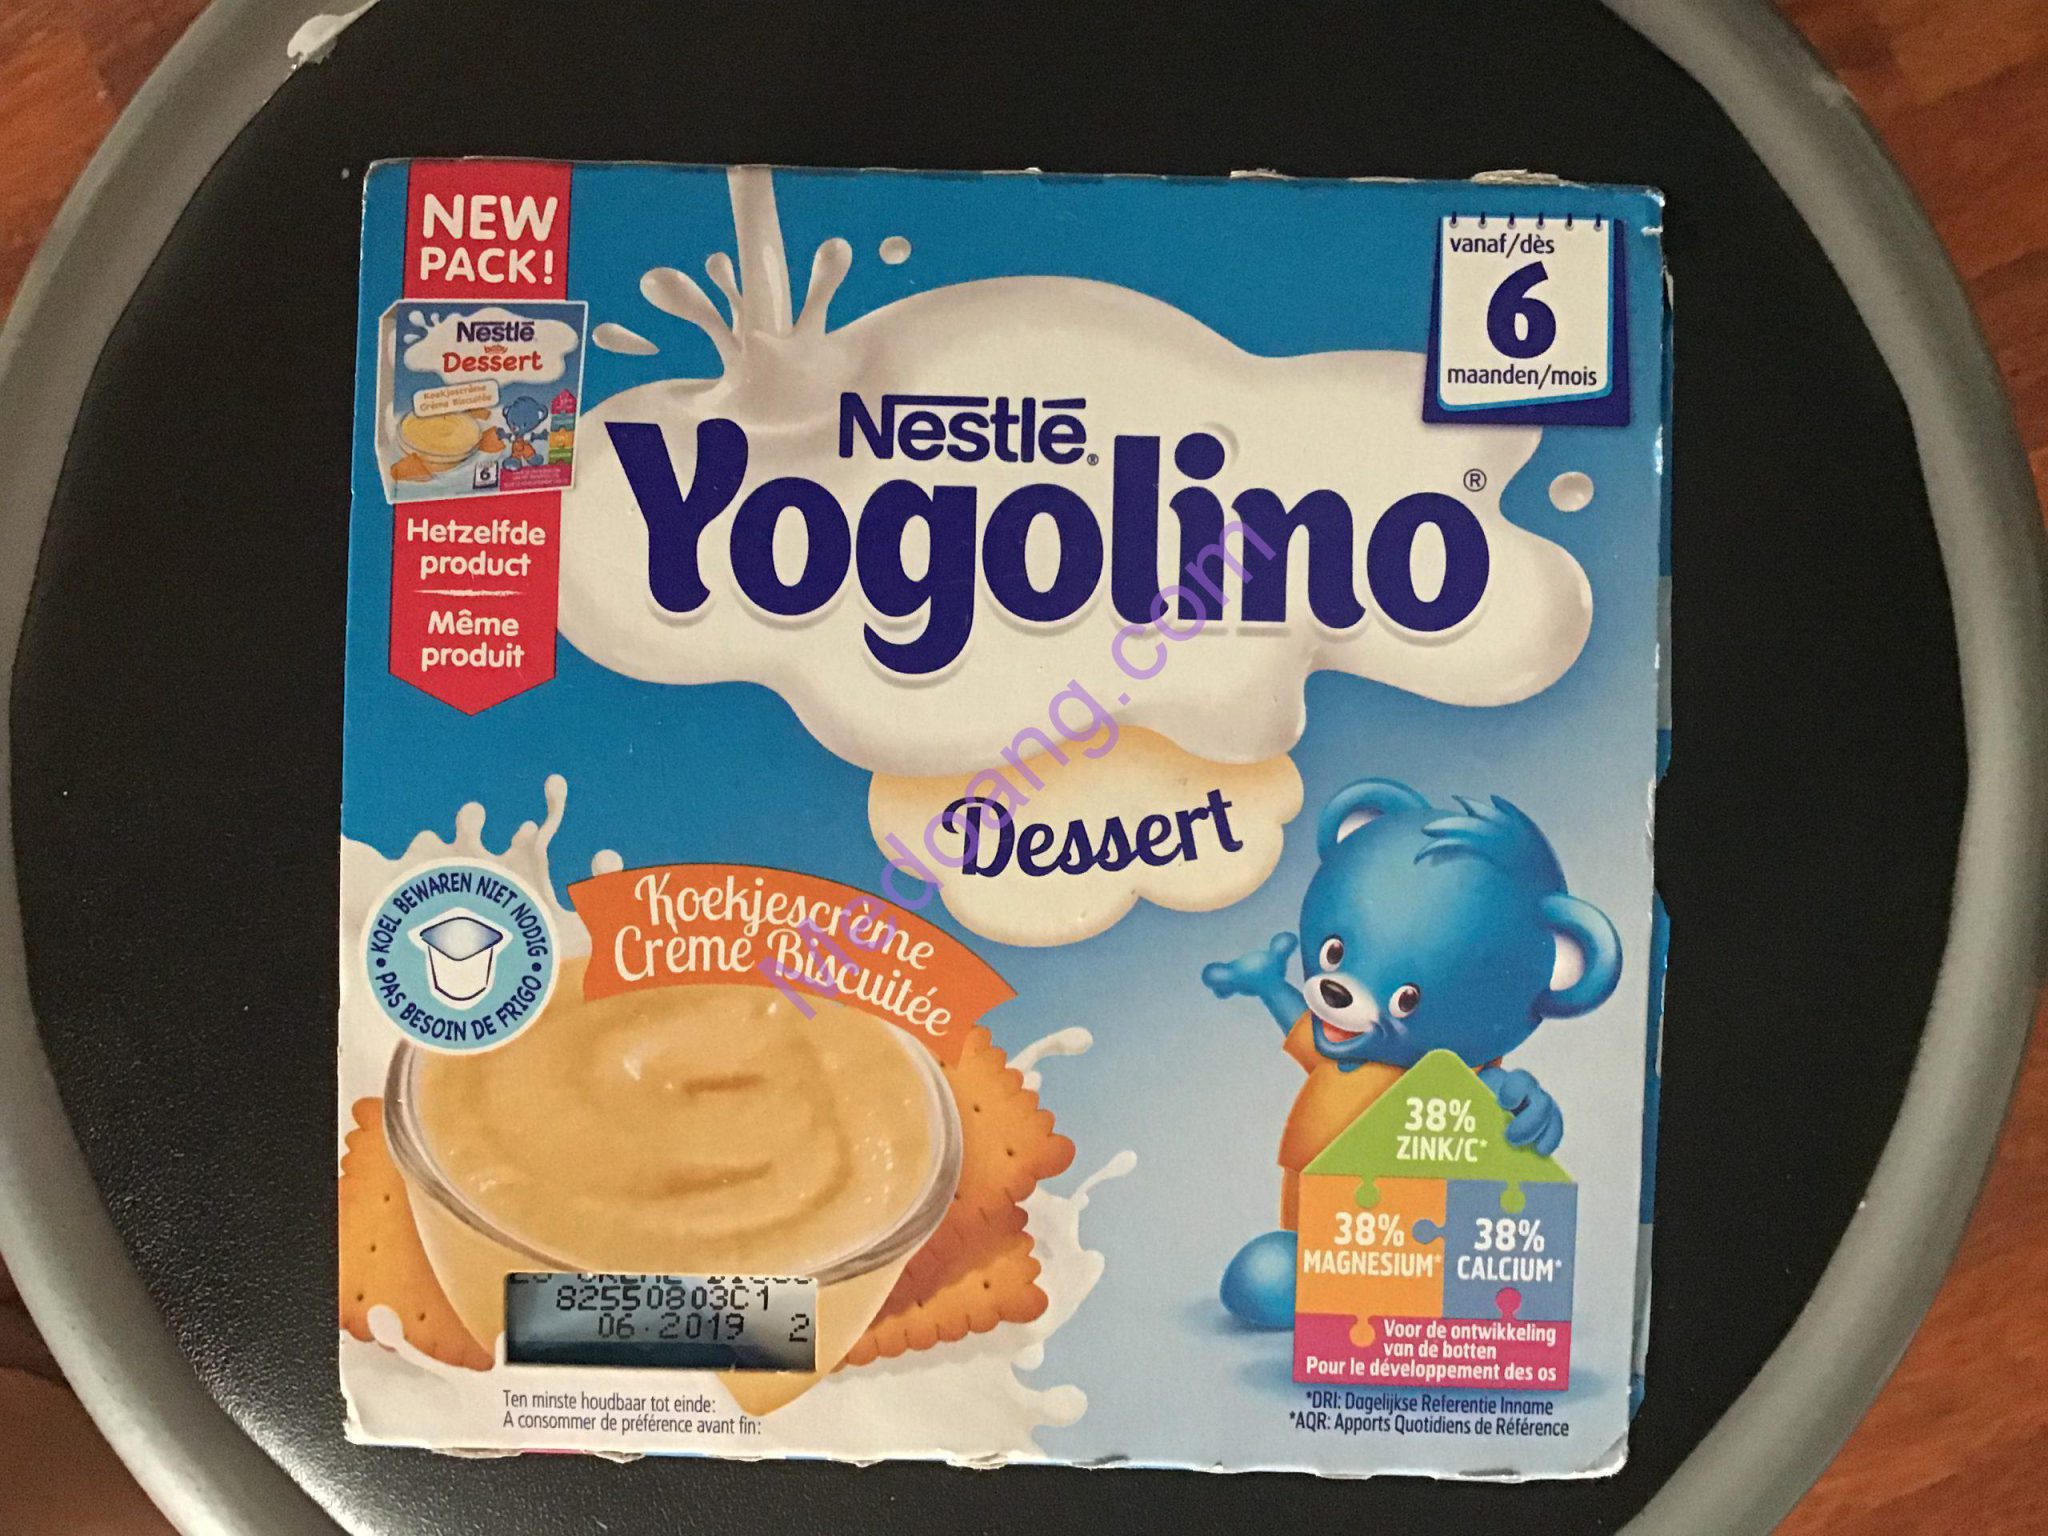 NEW
PACK!
Nestlé
Dessert
Koekjescrème
Crème Biscuitée
6
Hetzelfde
product
Même
produit
vanaf/dès
6
maanden/mois
Nestlé®
Yogolino®
Dessert
KOEL BEWAREN NIET NODIG
PAS BESOIN DE FRIGO
Koekjescrème
Crème Biscuitée
82550803C1
06.2019 2
Ten minste houdbaar tot einde:
A consommer de préférence avant fin:
38%
ZINK/C*
38%
MAGNESIUM*
38%
CALCIUM*
Voor de ontwikkeling
van de botten
Pour le développement des os
*DRI: Dagelijkse Referentie Inname
*AQR: Apports Quotidiens de Référence